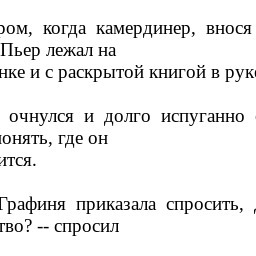 ром, когда камердинер, внося
Пьер лежал на
нке и с раскрытой книгой в рук
очнулся и долго испуганно
онять, где он
ится.
Графиня приказала спросить,
тво? -- спросил